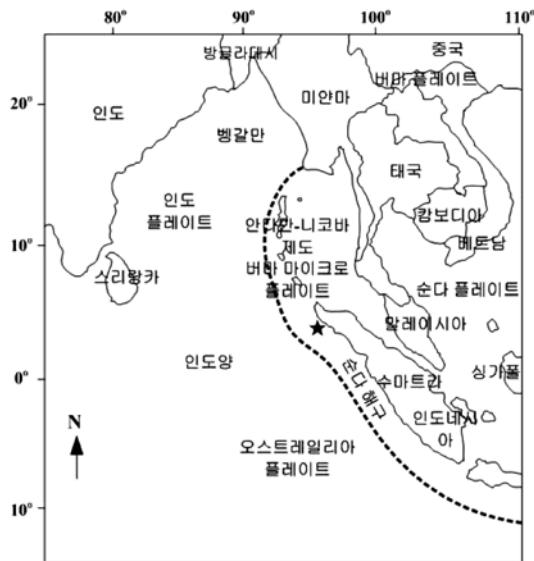 80° 90° 100° 110°
방글라데시
중국
버마 플레이트
20°
인도
미얀마
벵갈만
태국
인도
플레이트
안다만-니코바
제도
캄보디아
베트남
10°
스리랑카
버마 마이크로
플레이트
순다 플레이트
말레이시아
0°
인도양
순다 해구
수마트라
싱가폴
인도네시
아
N
오스트레일리아
플레이트
10°